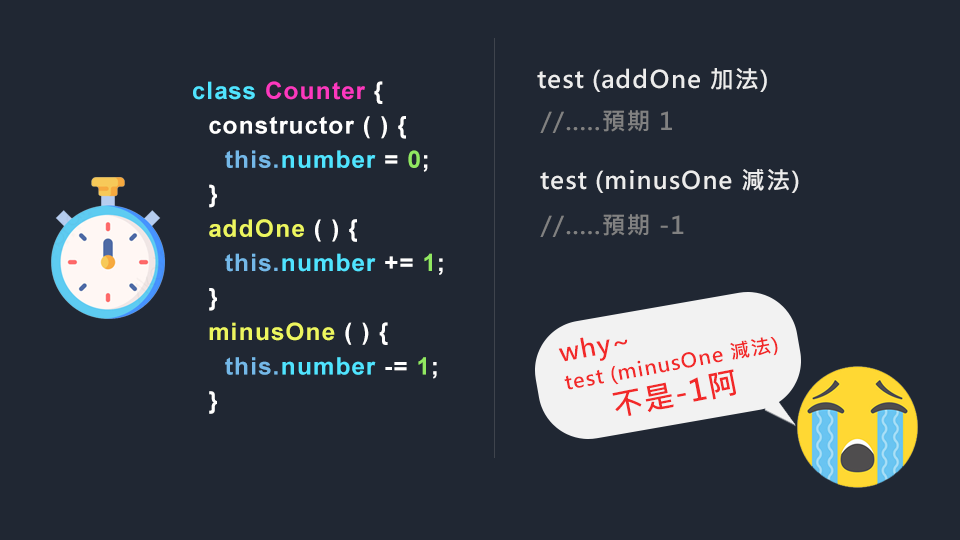 class Counter {
constructor ( ) {
this.number = 0;
}
addOne ( ) {
this.number += 1;
}
minusOne ( ) {
this.number -= 1;
}
test (addOne 加法)
//.....預期 1
test (minusOne 減法)
//.....預期 -1
why~
test (minusOne 減法)
不是-1阿